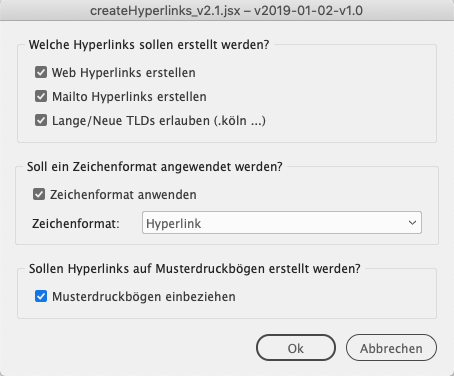 createHyperlinks_v2.1.jsx – v2019-01-02-v1.0
Welche Hyperlinks sollen erstellt werden?
Web Hyperlinks erstellen
Mailto Hyperlinks erstellen
Lange/Neue TLDs erlauben (.köln ...)
Soll ein Zeichenformat angewendet werden?
Zeichenformat anwenden
Zeichenformat: Hyperlink
Sollen Hyperlinks auf Musterdruckbögen erstellt werden?
Musterdruckbögen einbeziehen
Ok Abbrechen